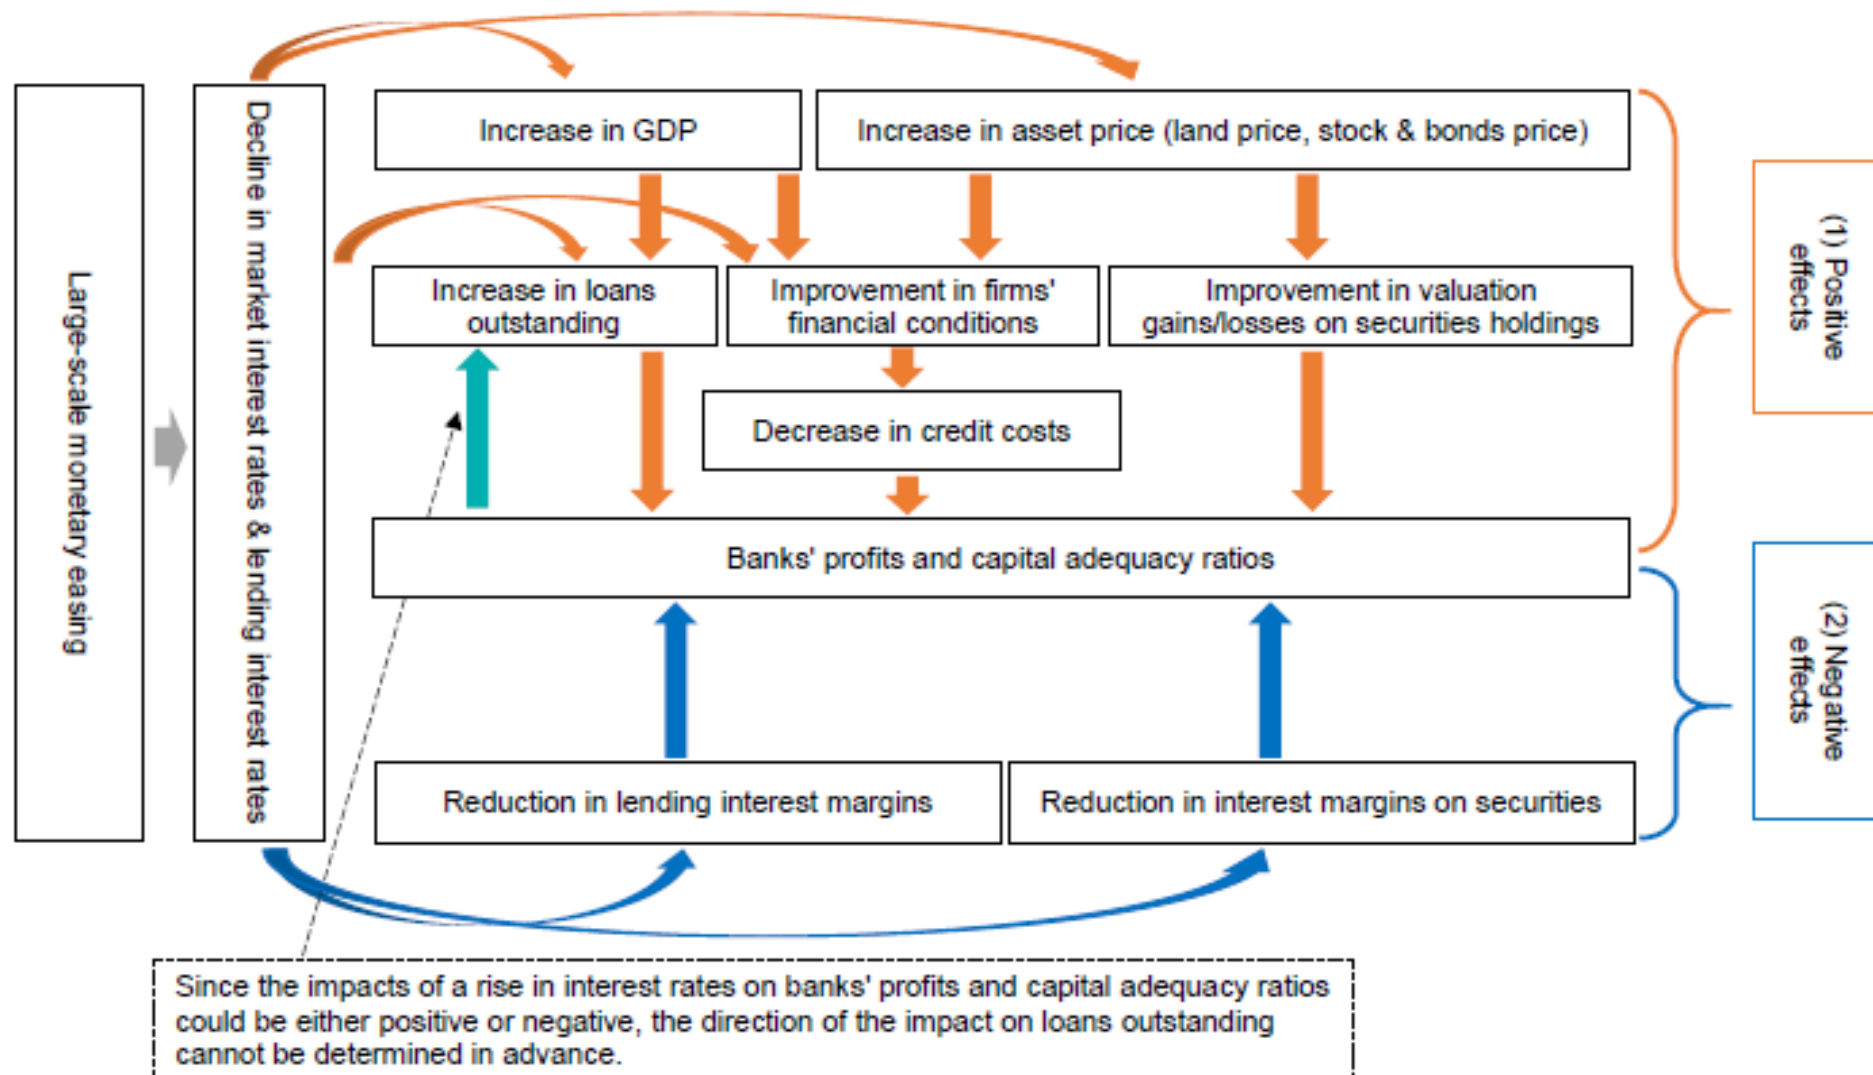 Large-scale monetary easing
Decline in market interest rates & lending interest rates
Increase in GDP
Increase in asset price (land price, stock & bonds price)
Increase in loans
outstanding
Improvement in firms'
financial conditions
Improvement in valuation
gains/losses on securities holdings
Decrease in credit costs
Banks' profits and capital adequacy ratios
Reduction in lending interest margins
Reduction in interest margins on securities
(1) Positive
effects
(2) Negative
effects
Since the impacts of a rise in interest rates on banks' profits and capital adequacy ratios
could be either positive or negative, the direction of the impact on loans outstanding
cannot be determined in advance.